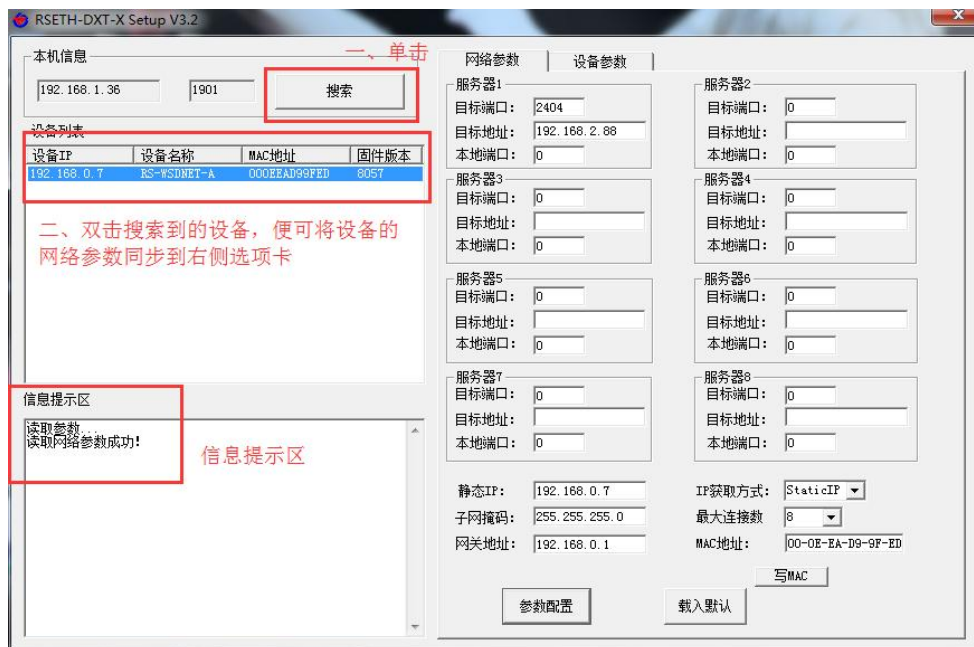 RSETH-DXT-X Setup V3.2
本机信息
一、单击
192.168.1.36 1901 搜索
设备列表
设备IP 设备名称 MAC地址 固件版本
192.168.0.7 RS-WSDNET-A 000EEAD99FED 8057
二、双击搜索到的设备，便可将设备的
网络参数同步到右侧选项卡
信息提示区
读取参数...
读取网络参数成功!
信息提示区
网络参数 设备参数
服务器1
目标端口: 2404
目标地址: 192.168.2.88
本地端口: 0
服务器2
目标端口: 0
目标地址:
本地端口: 0
服务器3
目标端口: 0
目标地址:
本地端口: 0
服务器4
目标端口: 0
目标地址:
本地端口: 0
服务器5
目标端口: 0
目标地址:
本地端口: 0
服务器6
目标端口: 0
目标地址:
本地端口: 0
服务器7
目标端口: 0
目标地址:
本地端口: 0
服务器8
目标端口: 0
目标地址:
本地端口: 0
静态IP: 192.168.0.7 IP获取方式: StaticIP
子网掩码: 255.255.255.0 最大连接数 8
网关地址: 192.168.0.1 MAC地址: 00-0E-EA-D9-9F-ED
写MAC
参数配置 载入默认